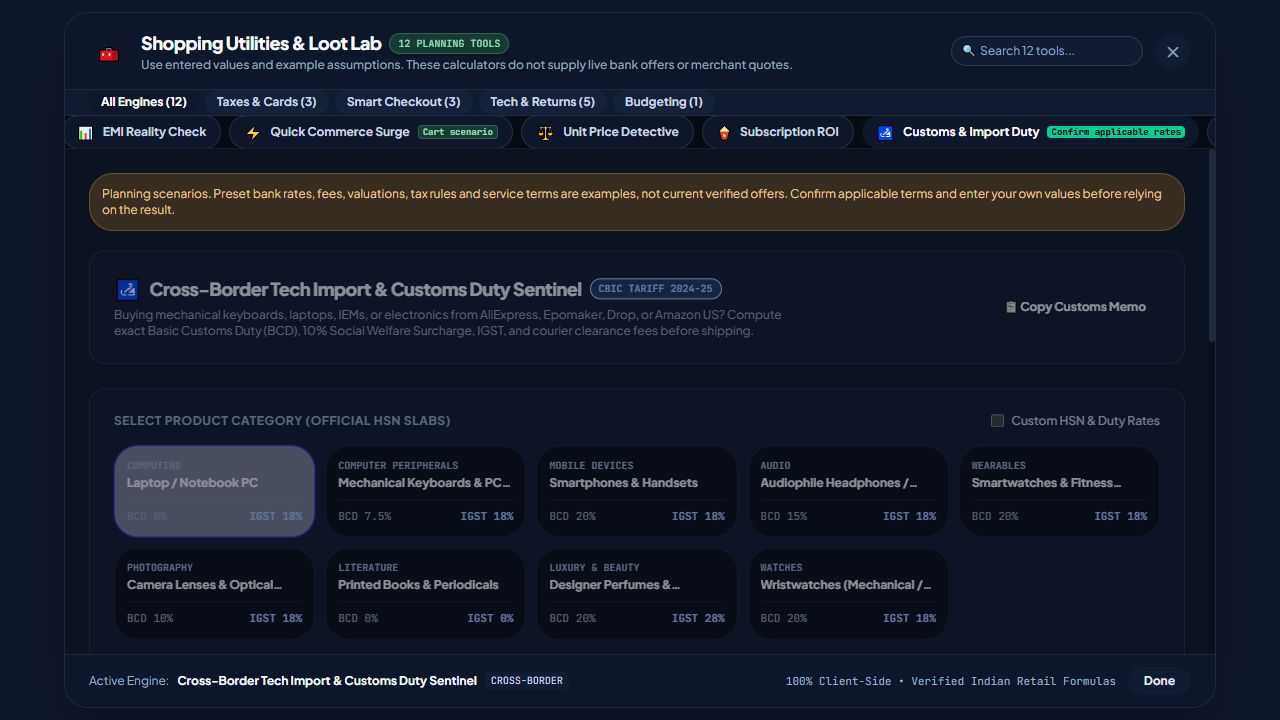 Shopping Utilities & Loot Lab 12 PLANNING TOOLS
Use entered values and example assumptions. These calculators do not supply live bank offers or merchant quotes.
Search 12 tools...
All Engines (12) Taxes & Cards (3) Smart Checkout (3) Tech & Returns (5) Budgeting (1)
EMI Reality Check Quick Commerce Surge Cart scenario Unit Price Detective Subscription ROI Customs & Import Duty Confirm applicable rates
Planning scenarios. Preset bank rates, fees, valuations, tax rules and service terms are examples, not current verified offers. Confirm applicable terms and enter your own values before relying
on the result.
Cross-Border Tech Import & Customs Duty Sentinel CBIC TARIFF 2024-25
Buying mechanical keyboards, laptops, IEMs, or electronics from AliExpress, Epomaker, Drop, or Amazon US? Compute
exact Basic Customs Duty (BCD), 10% Social Welfare Surcharge, IGST, and courier clearance fees before shipping.
Copy Customs Memo
SELECT PRODUCT CATEGORY (OFFICIAL HSN SLABS) Custom HSN & Duty Rates
COMPUTING COMPUTER PERIPHERALS MOBILE DEVICES AUDIO WEARABLES
Laptop / Notebook PC Mechanical Keyboards & PC... Smartphones & Handsets Audiophile Headphones /... Smartwatches & Fitness...
BCD 0% IGST 18% BCD 7.5% IGST 18% BCD 20% IGST 18% BCD 15% IGST 18% BCD 20% IGST 18%
PHOTOGRAPHY LITERATURE LUXURY & BEAUTY WATCHES
Camera Lenses & Optical... Printed Books & Periodicals Designer Perfumes &... Wristwatches (Mechanical /...
BCD 10% IGST 18% BCD 0% IGST 0% BCD 20% IGST 28% BCD 20% IGST 18%
Active Engine: Cross-Border Tech Import & Customs Duty Sentinel CROSS-BORDER 100% Client-Side • Verified Indian Retail Formulas Done